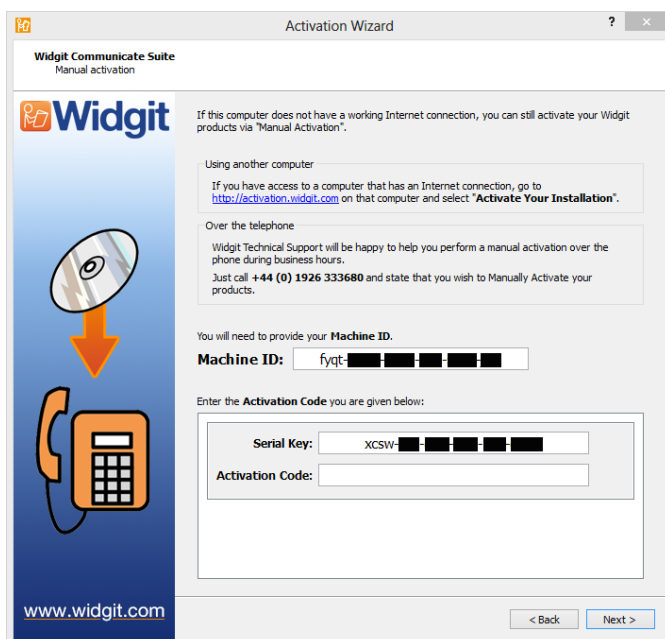 Activation Wizard
?
x
Widgit Communicate Suite
Manual activation
Widgit
If this computer does not have a working Internet connection, you can still activate your Widgit
products via "Manual Activation".
Using another computer
If you have access to a computer that has an Internet connection, go to
http://activation.widgit.com on that computer and select "Activate Your Installation".
Over the telephone
Widgit Technical Support will be happy to help you perform a manual activation over the
phone during business hours.
Just call +44 (0) 1926 333680 and state that you wish to Manually Activate your
products.
You will need to provide your Machine ID.
Machine ID: fyqt- - - - -
Enter the Activation Code you are given below:
Serial Key: xcsw- - - - -
Activation Code:
www.widgit.com
< Back Next >